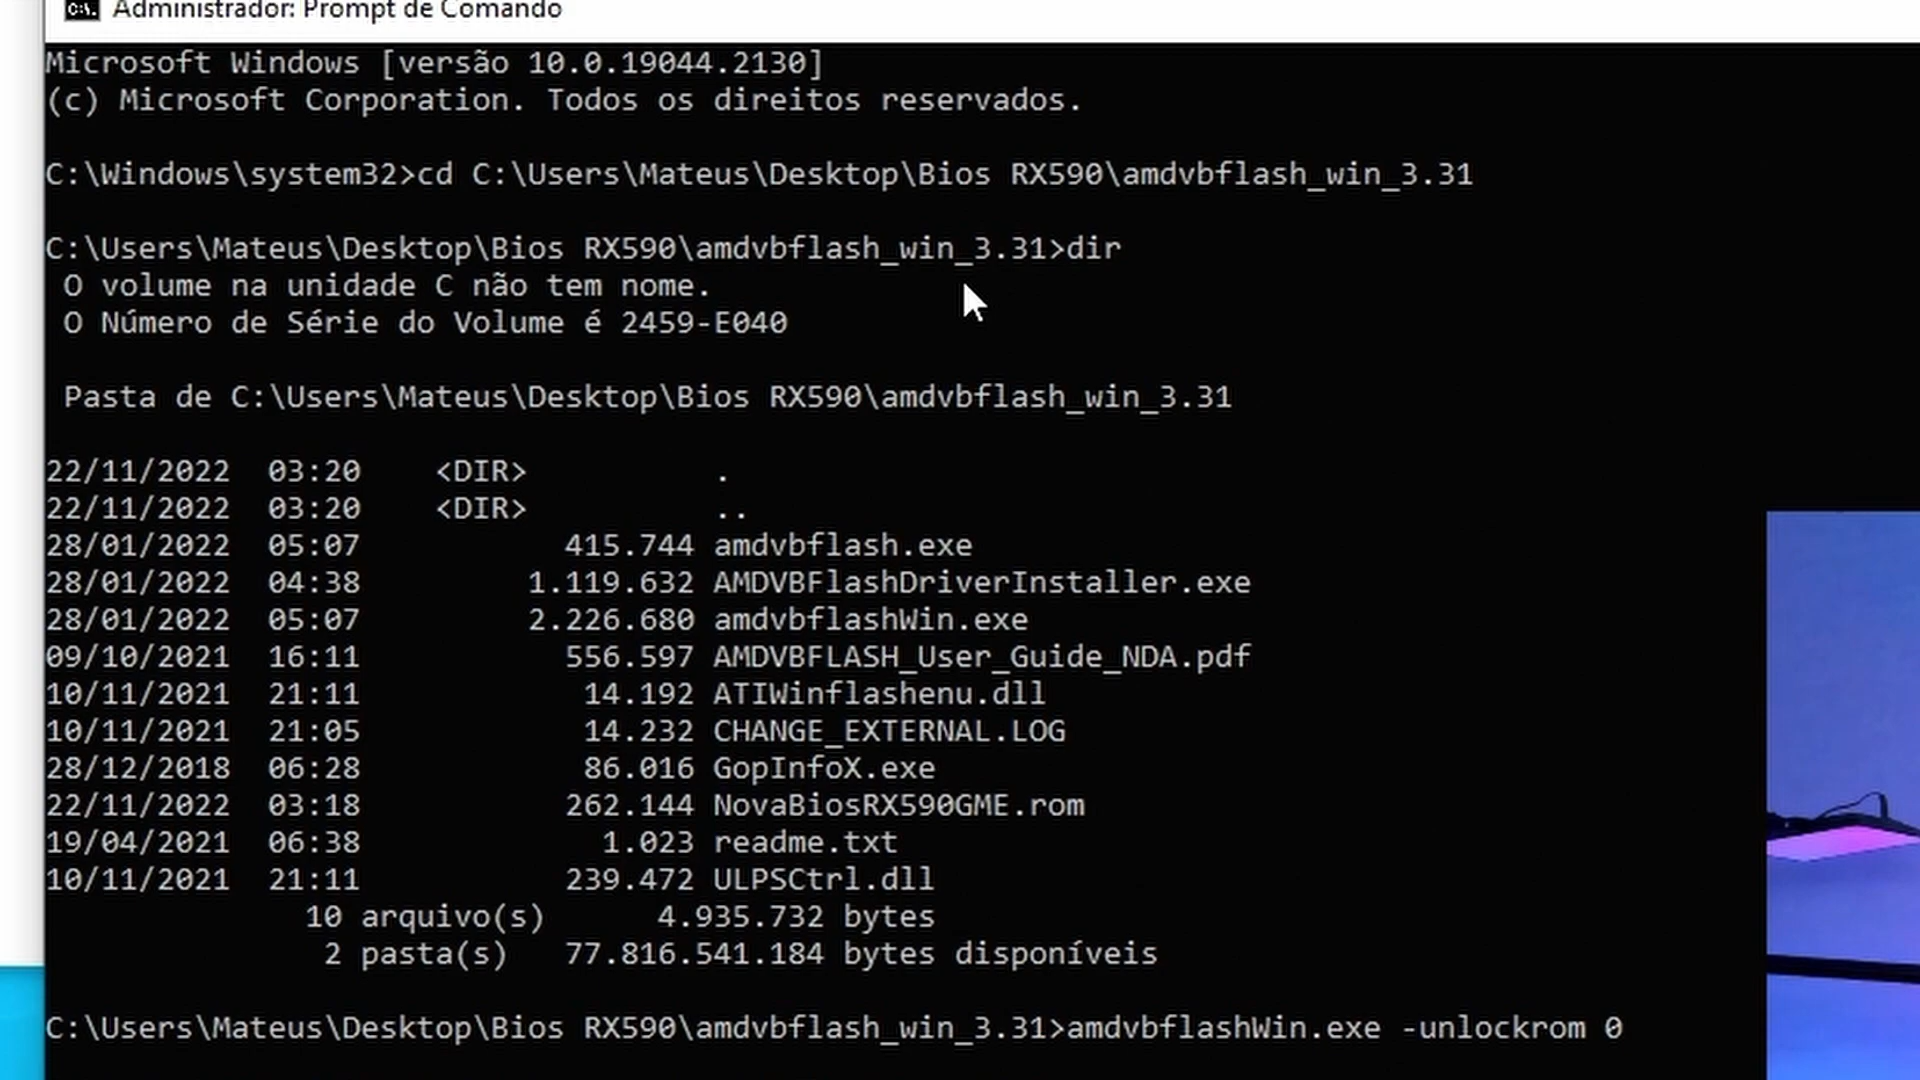 Administrador: Prompt de Comando
Microsoft Windows [versão 10.0.19044.2130]
(c) Microsoft Corporation. Todos os direitos reservados.
C:\Windows\system32>cd C:\Users\Mateus\Desktop\Bios RX590\amdvbflash_win_3.31
C:\Users\Mateus\Desktop\Bios RX590\amdvbflash_win_3.31>dir
O volume na unidade C não tem nome.
O Número de Série do Volume é 2459-E040
Pasta de C:\Users\Mateus\Desktop\Bios RX590\amdvbflash_win_3.31
22/11/2022  03:20    <DIR>          .
22/11/2022  03:20    <DIR>          ..
28/01/2022  05:07           415.744 amdvbflash.exe
28/01/2022  04:38         1.119.632 AMDVBFlashDriverInstaller.exe
28/01/2022  05:07         2.226.680 amdvbflashWin.exe
09/10/2021  16:11           556.597 AMDVBFLASH_User_Guide_NDA.pdf
10/11/2021  21:11            14.192 ATIWinflashenu.dll
10/11/2021  21:05            14.232 CHANGE_EXTERNAL.LOG
28/12/2018  06:28            86.016 GopInfoX.exe
22/11/2022  03:18           262.144 NovaBiosRX590GME.rom
19/04/2021  06:38             1.023 readme.txt
10/11/2021  21:11           239.472 ULPSCtrl.dll
10 arquivo(s)      4.935.732 bytes
2 pasta(s)   77.816.541.184 bytes disponíveis
C:\Users\Mateus\Desktop\Bios RX590\amdvbflash_win_3.31>amdvbflashWin.exe -unlockrom 0